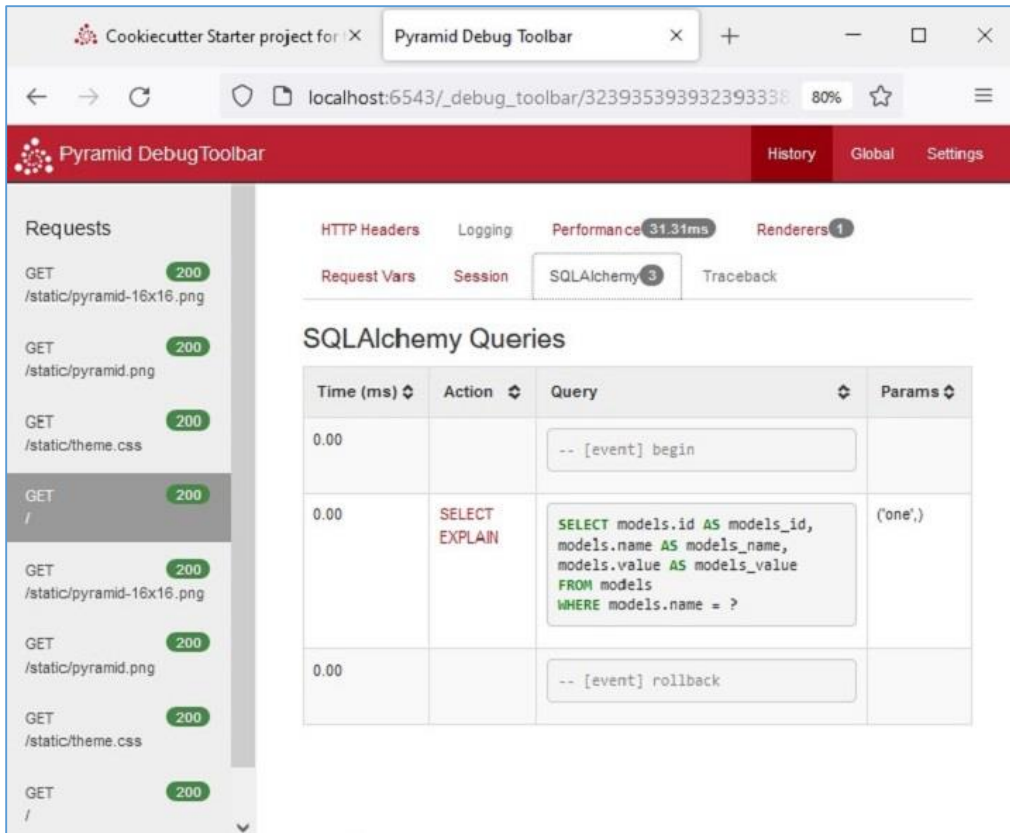 Cookiecutter Starter project for
Pyramid Debug Toolbar
localhost:6543/_debug_toolbar/3239353939323933338
80%
Pyramid DebugToolbar
History Global Settings
Requests
GET 200
/static/pyramid-16x16.png
GET 200
/static/pyramid.png
GET 200
/static/theme.css
GET 200
/
GET 200
/static/pyramid-16x16.png
GET 200
/static/pyramid.png
GET 200
/static/theme.css
GET 200
/
HTTP Headers Logging Performance 31.31ms Renderers 1
Request Vars Session SQLAlchemy 3 Traceback
SQLAlchemy Queries
Time (ms) Action Query Params
0.00 -- [event] begin
0.00 SELECT EXPLAIN
SELECT models.id AS models_id,
models.name AS models_name,
models.value AS models_value
FROM models
WHERE models.name = ?
('one',)
0.00 -- [event] rollback